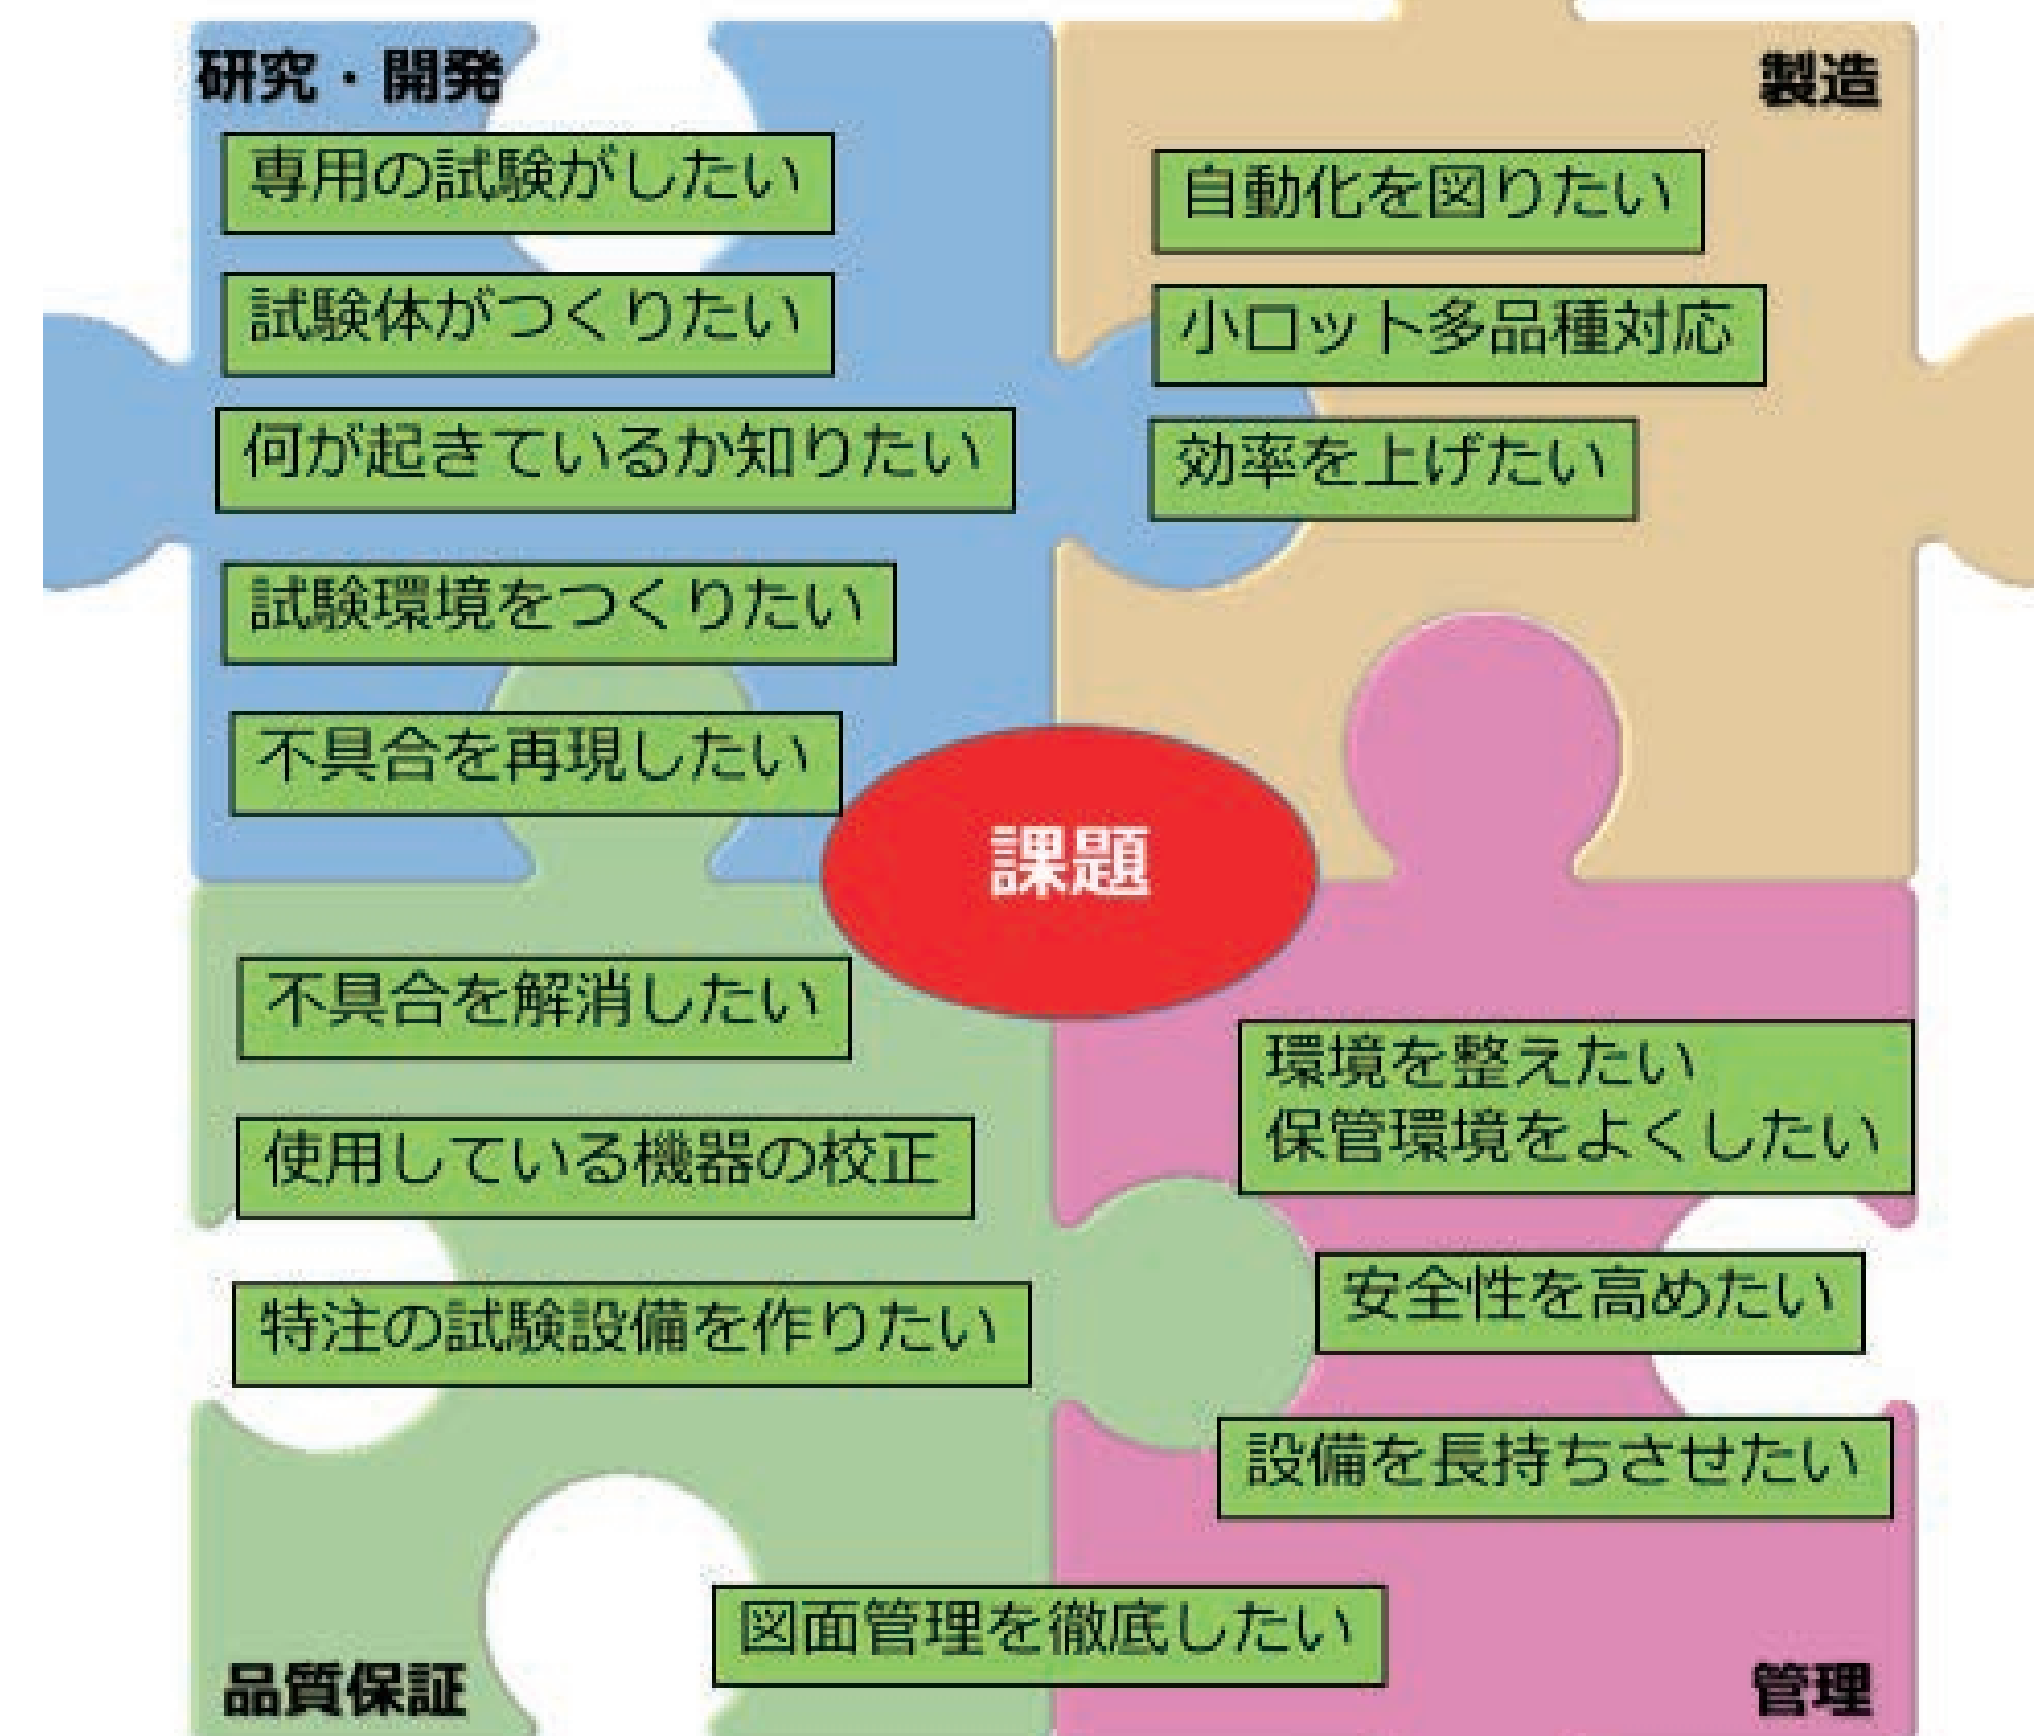 研究・開発
専用の試験がしたい
試験体がつくりたい
何が起きているか知りたい
試験環境をつくりたい
不具合を再現したい
製造
自動化を図りたい
小ロット多品種対応
効率を上げたい
課題
不具合を解消したい
使用している機器の校正
特注の試験設備を作りたい
品質保証
環境を整えたい
保管環境をよくしたい
安全性を高めたい
設備を長持ちさせたい
図面管理を徹底したい
管理